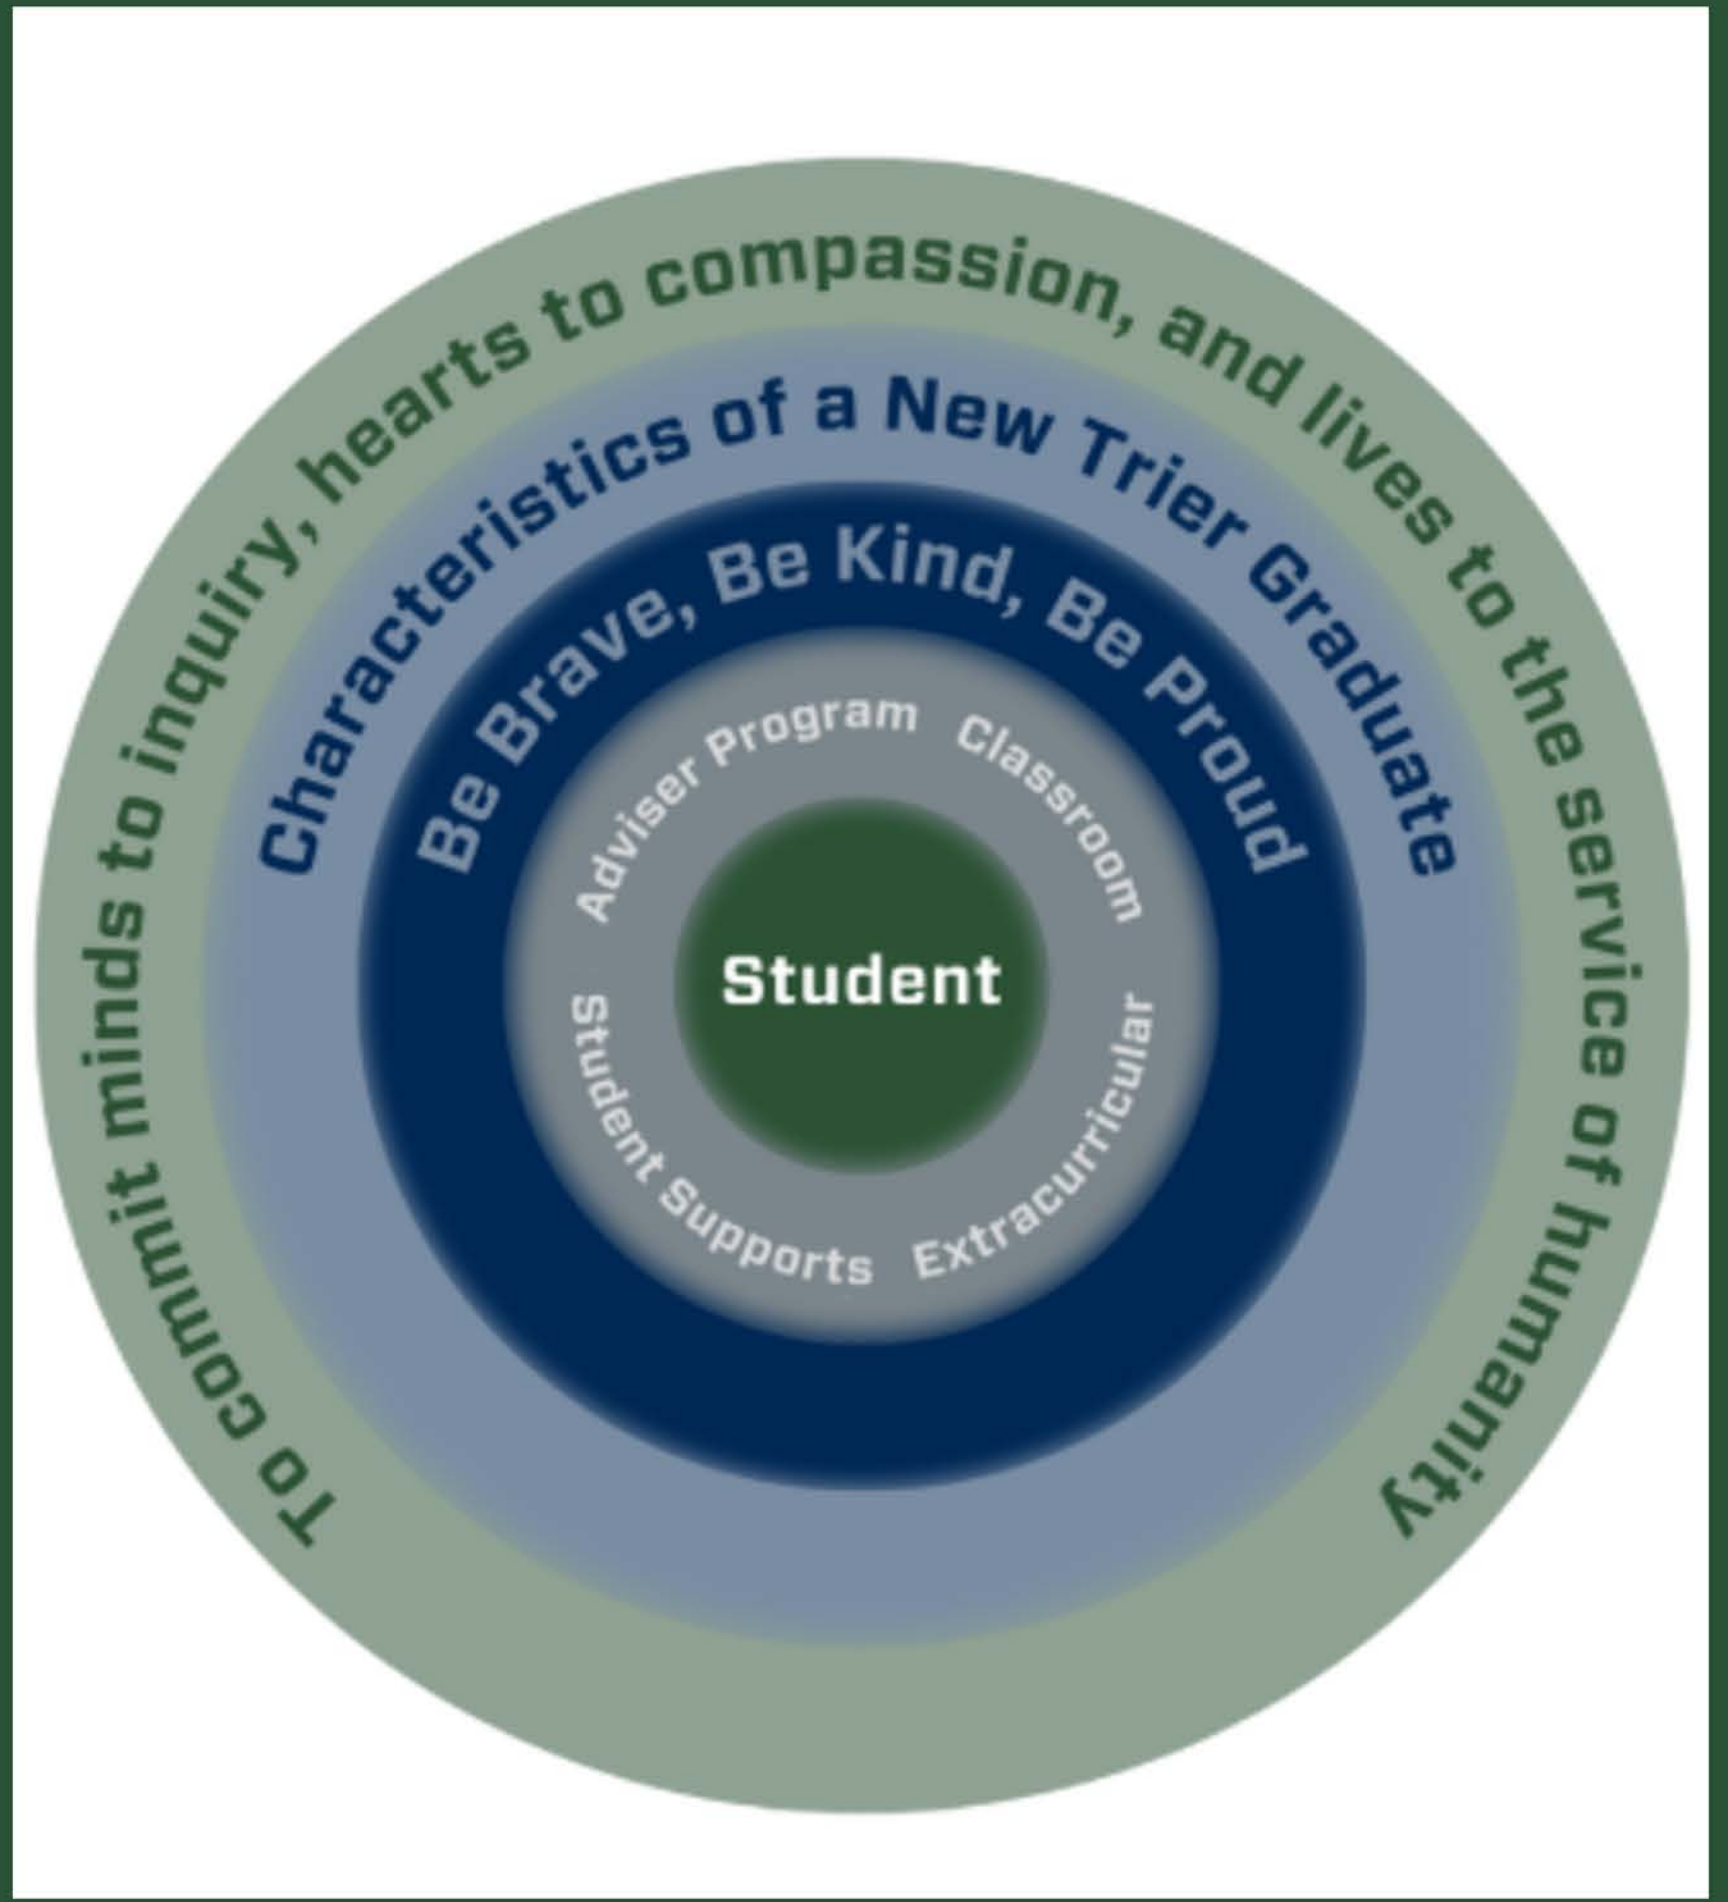 To commit minds to inquiry, hearts to compassion, and lives to the service of humanity
Characteristics of a New Trier Graduate
Be Brave, Be Kind, Be Proud
Adviser Program
Classroom
Student
Student Supports
Extracurricular